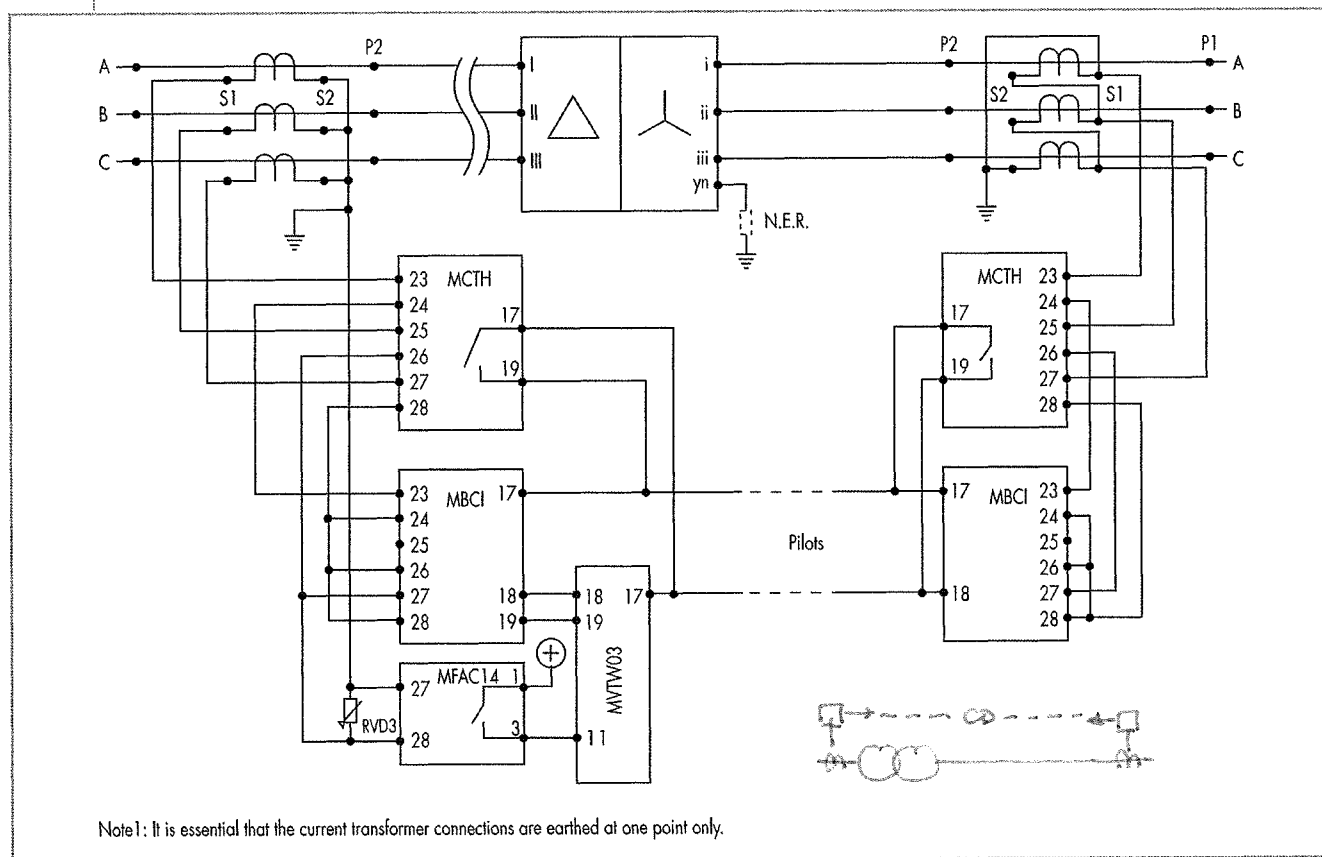 A
P2
I
i
P2
P1
A
S1
S2
S2
S1
B
II
ii
B
C
III
iii
C
yn
N.E.R.
23
MCTH
24
25
26
27
28
17
19
MCTH
23
24
25
26
27
28
17
19
23
MBCI
17
24
25
26
27
28
18
19
18
19
17
MVTW03
11
Pilots
17
MBCI
23
24
25
26
27
28
18
MFAC14
1
+
27
RVD3
28
3
Note1: It is essential that the current transformer connections are earthed at one point only.